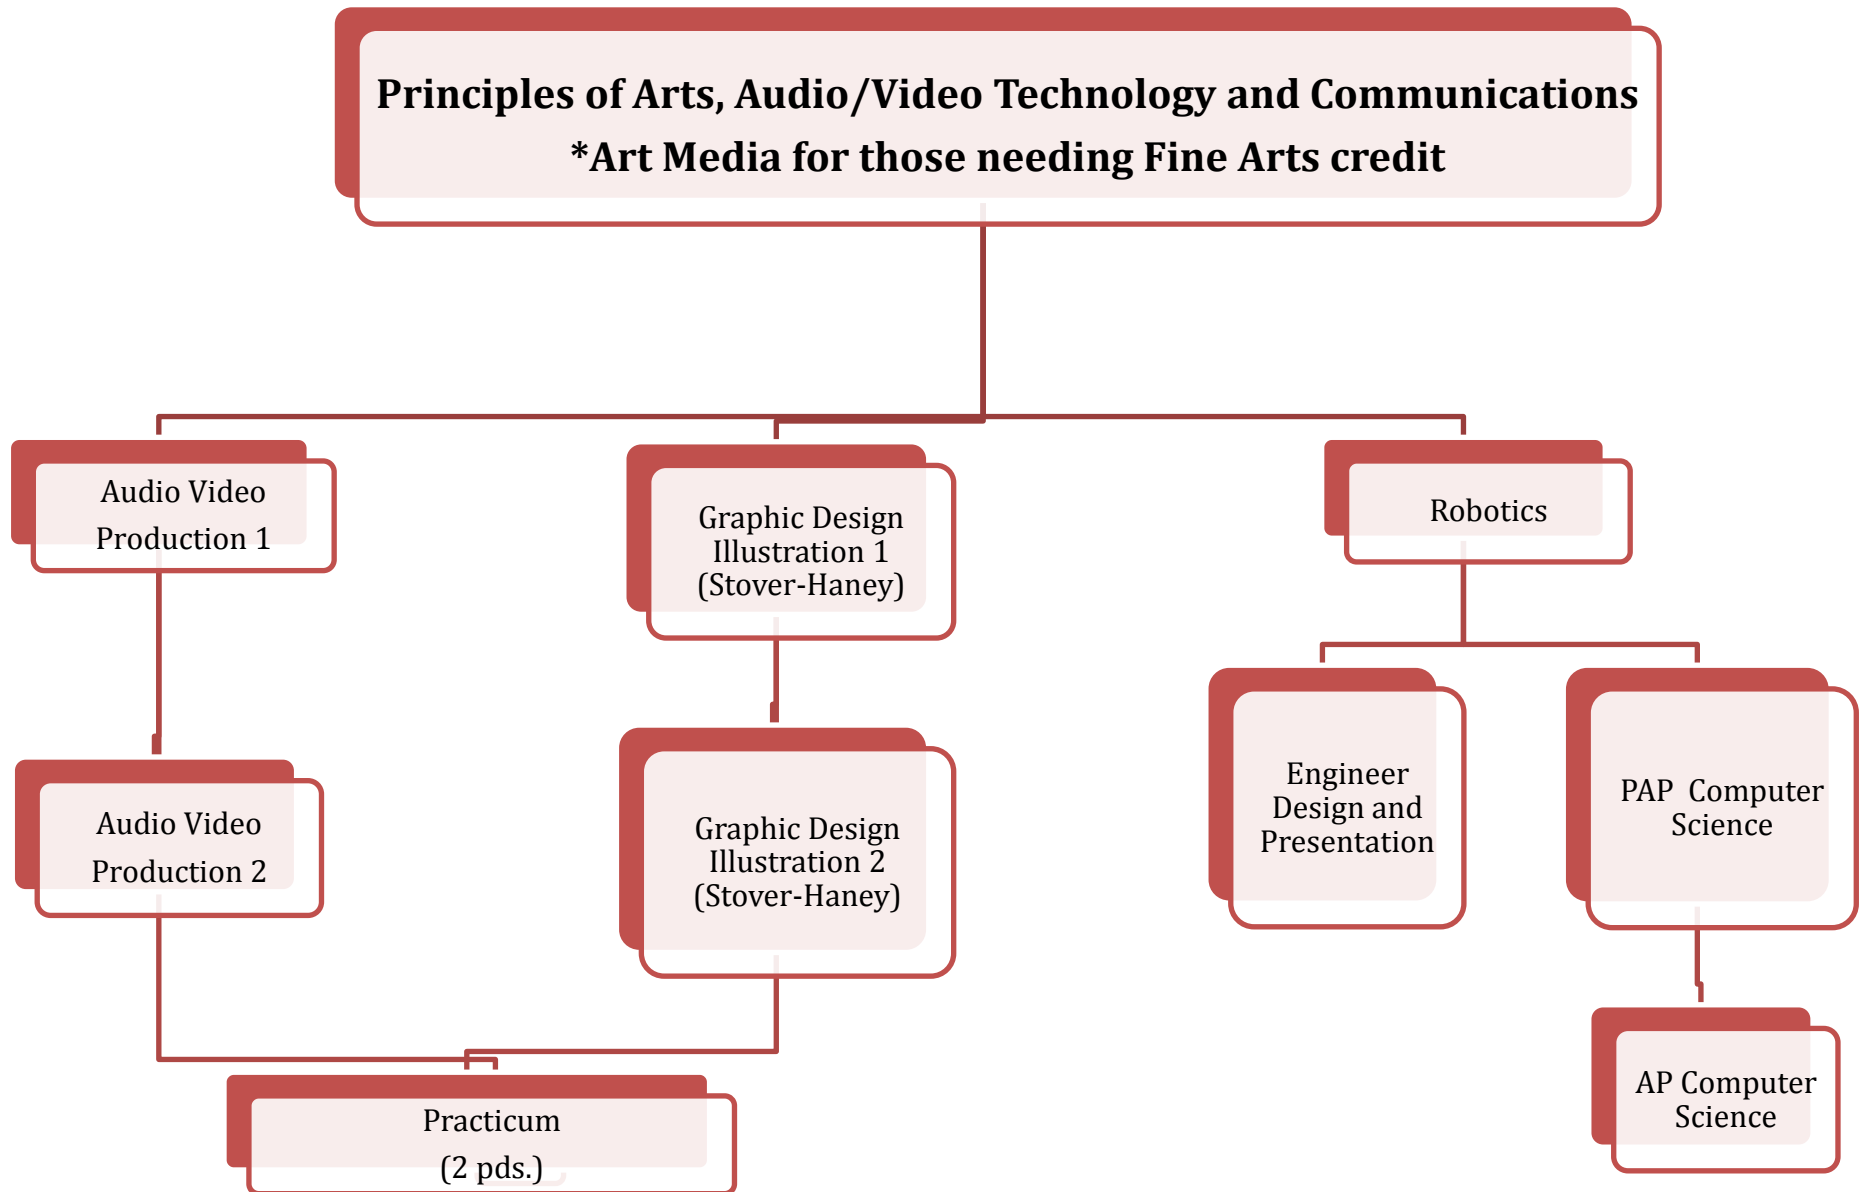 Principles of Arts, Audio/Video Technology and Communications
*Art Media for those needing Fine Arts credit
Audio Video
Production 1
Graphic Design
Illustration 1
(Stover-Haney)
Robotics
Audio Video
Production 2
Graphic Design
Illustration 2
(Stover-Haney)
Engineer
Design and
Presentation
PAP  Computer
Science
Practicum
(2 pds.)
AP Computer
Science